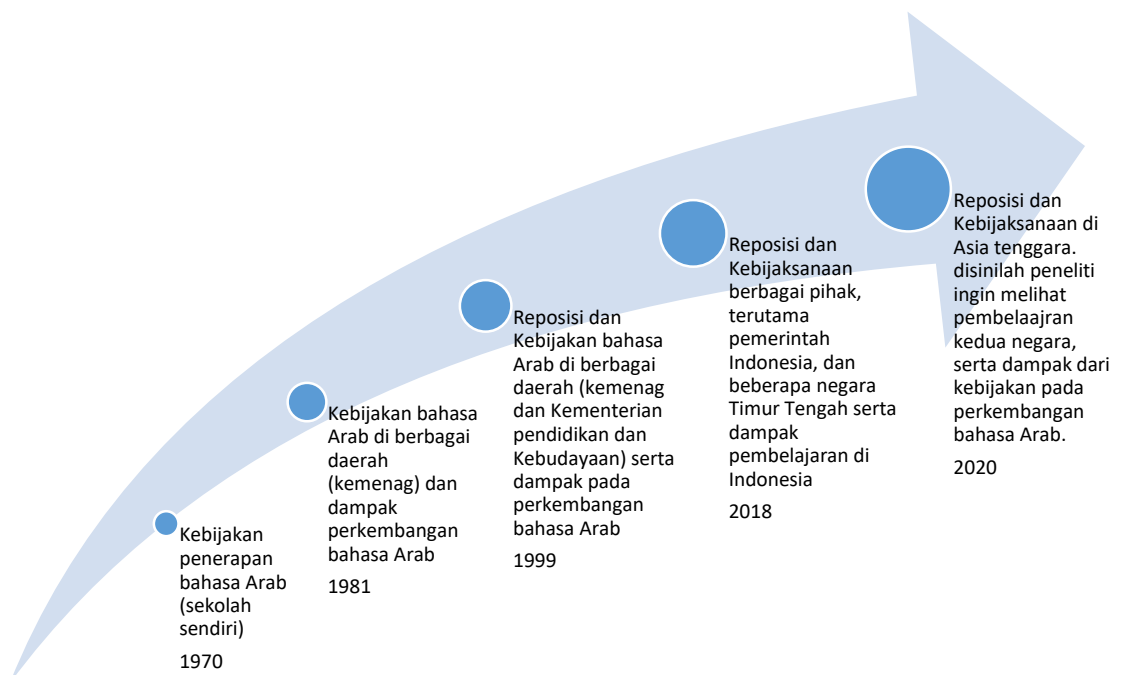 Kebijakan
penerapan
bahasa Arab
(sekolah
sendiri)
1970
Kebijakan bahasa
Arab di berbagai
daerah
(kemenag) dan
dampak
perkembangan
bahasa Arab
1981
Reposisi dan
Kebijakan bahasa
Arab di berbagai
daerah (kemenag
dan Kementerian
pendidikan dan
Kebudayaan) serta
dampak pada
perkembangan
bahasa Arab
1999
Reposisi dan
Kebijaksanaan
berbagai pihak,
terutama
pemerintah
Indonesia, dan
beberapa negara
Timur Tengah serta
dampak
pembelajaran di
Indonesia
2018
Reposisi dan
Kebijaksanaan di
Asia tenggara.
disinilah peneliti
ingin melihat
pembelaajran
kedua negara,
serta dampak dari
kebijakan pada
perkembangan
bahasa Arab.
2020